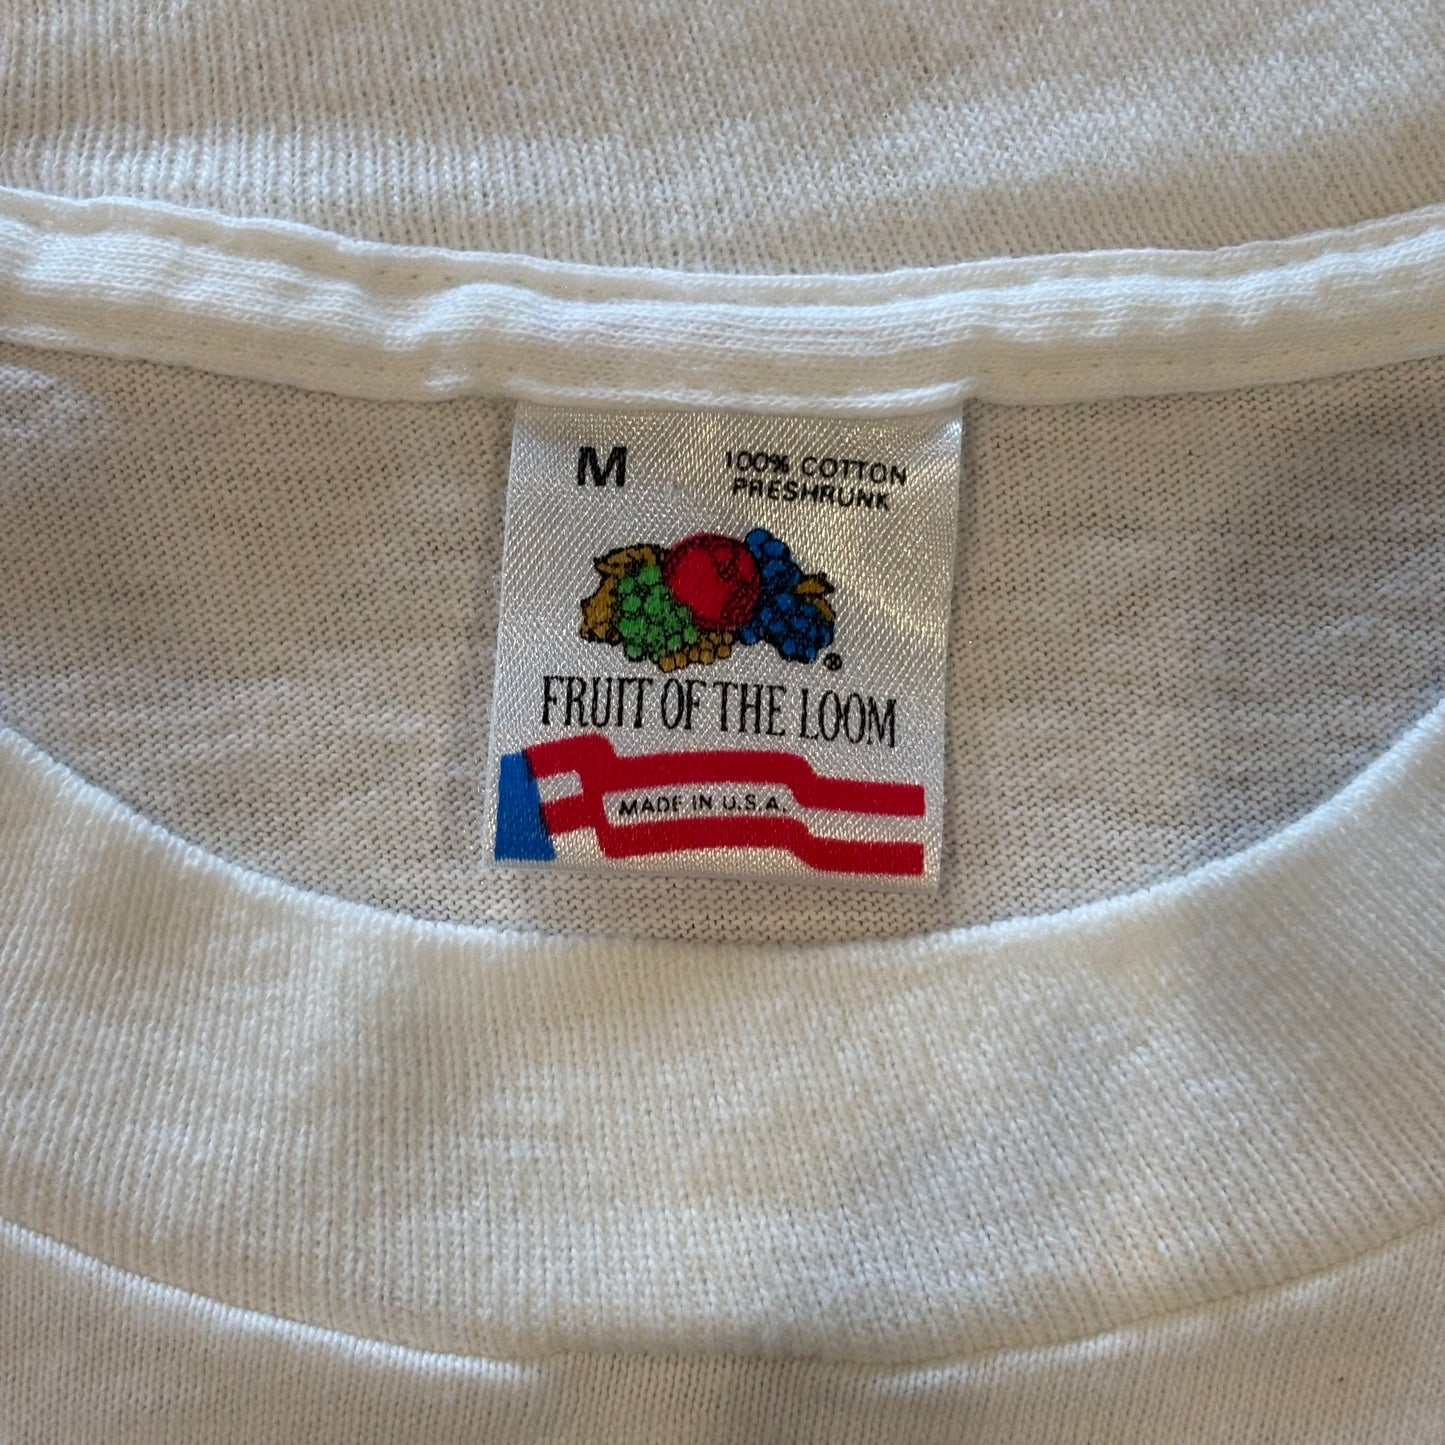 M
100% COTTON
PRESHRUNK
®
FRUIT OF THE LOOM
MADE IN U.S.A.